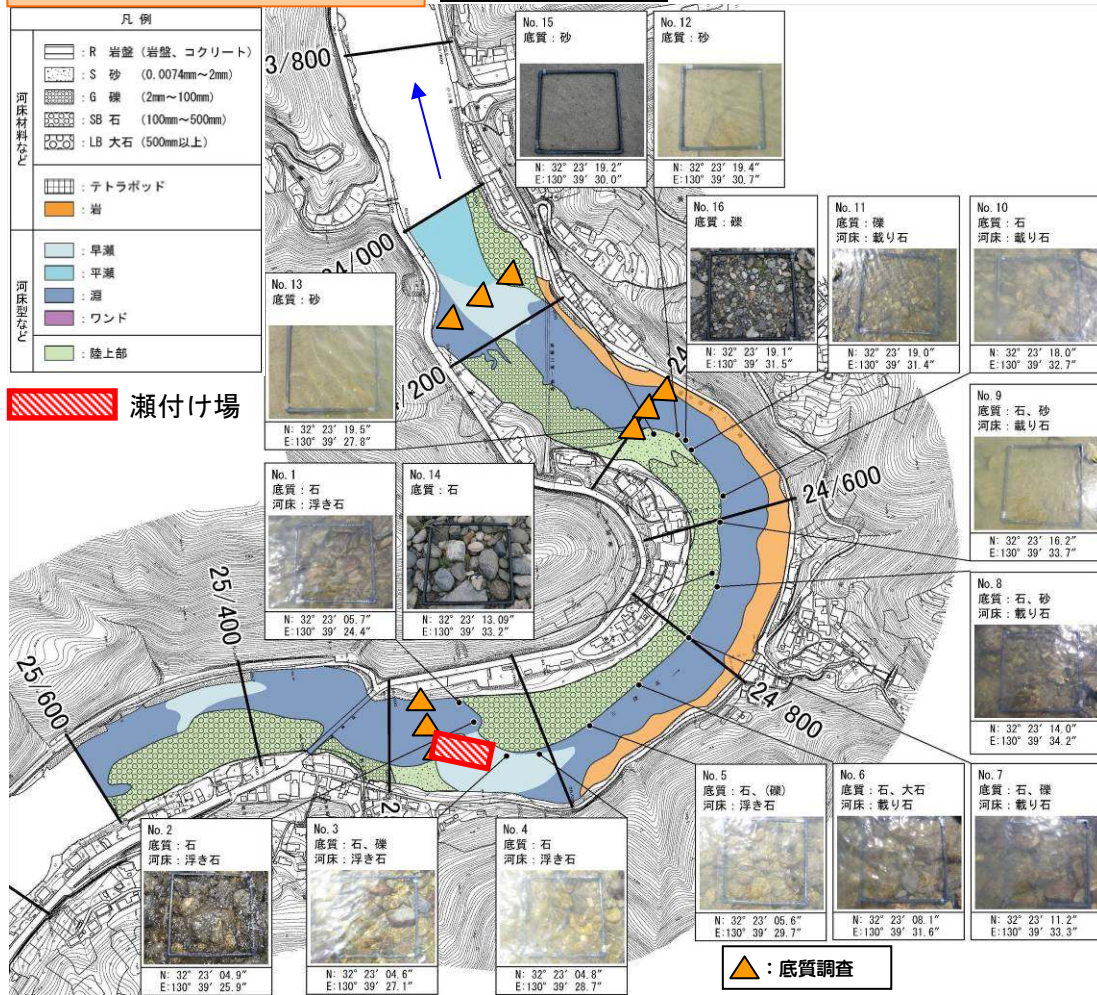 凡 例
河床材料など
: R 岩盤 (岩盤、コクリート)
: S 砂 (0.0074mm～2mm)
: G 礫 (2mm～100mm)
: SB 石 (100mm～500mm)
: LB 大石 (500mm以上)
: テトラポッド
: 岩
河床型など
: 早瀬
: 平瀬
: 淵
: ワンド
: 陸上部
瀬付け場
3/800
24/000
/200
24
24/600
24 800
2
25/400
25/600
No.15
底質：砂
N: 32° 23′ 19.2″
E:130° 39′ 30.0″
No.12
底質：砂
N: 32° 23′ 19.4″
E:130° 39′ 30.7″
No.16
底質：礫
N: 32° 23′ 19.1″
E:130° 39′ 31.5″
No.11
底質：礫
河床：載り石
N: 32° 23′ 19.0″
E:130° 39′ 31.4″
No.10
底質：石
河床：載り石
N: 32° 23′ 18.0″
E:130° 39′ 32.7″
No.13
底質：砂
N: 32° 23′ 19.5″
E:130° 39′ 27.8″
No.9
底質：石、砂
河床：載り石
N: 32° 23′ 16.2″
E:130° 39′ 33.7″
No.1
底質：石
河床：浮き石
N: 32° 23′ 05.7″
E:130° 39′ 24.4″
No.14
底質：石
N: 32° 23′ 13.09″
E:130° 39′ 33.2″
No.8
底質：石、砂
河床：載り石
N: 32° 23′ 14.0″
E:130° 39′ 34.2″
No.5
底質：石、(礫)
河床：浮き石
N: 32° 23′ 05.6″
E:130° 39′ 29.7″
No.6
底質：石、大石
河床：載り石
N: 32° 23′ 08.1″
E:130° 39′ 31.6″
No.7
底質：石、礫
河床：載り石
N: 32° 23′ 11.2″
E:130° 39′ 33.3″
No.2
底質：石
河床：浮き石
N: 32° 23′ 04.9″
E:130° 39′ 25.9″
No.3
底質：石、礫
河床：浮き石
N: 32° 23′ 04.6″
E:130° 39′ 27.1″
No.4
底質：石
河床：浮き石
N: 32° 23′ 04.8″
E:130° 39′ 28.7″
：底質調査